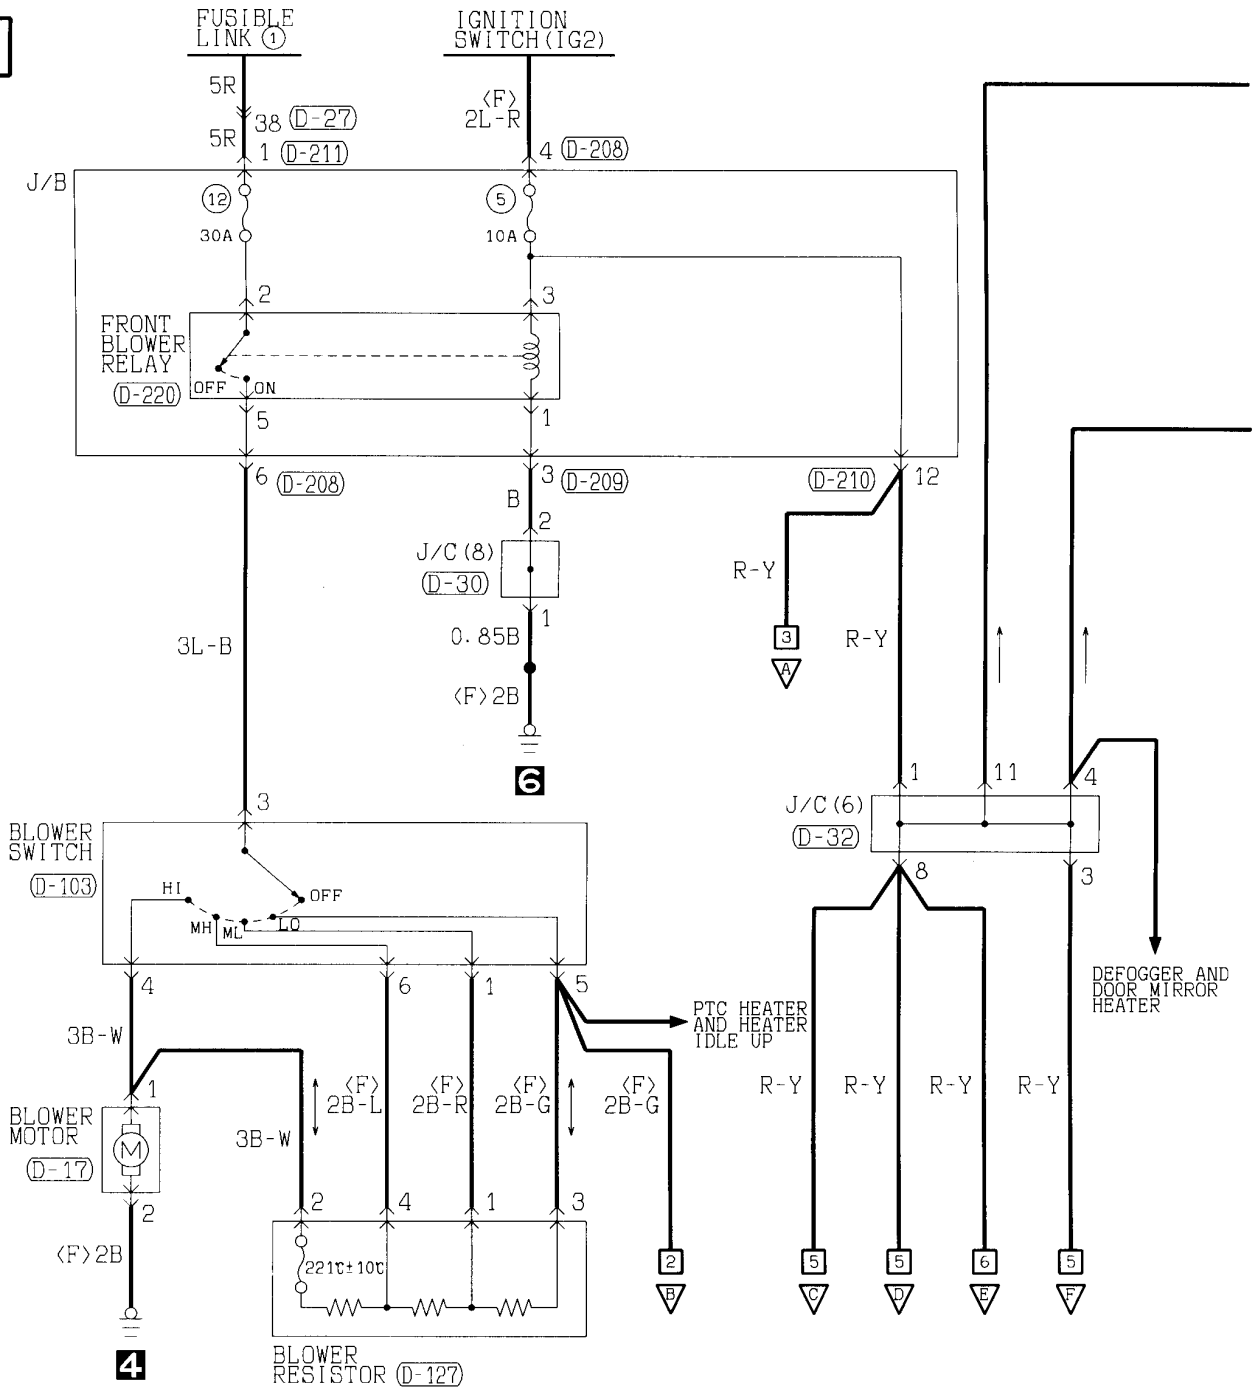 FUSIBLE
LINK ①
IGNITION
SWITCH(IG2)
5R
38 D-27
5R
1 D-211
<F>
2L-R
4 D-208
J/B
12
30A
5
10A
2
3
FRONT
BLOWER
RELAY
D-220
OFF ON
5
1
6 D-208
3 D-209
D-210 12
B
2
J/C(8)
D-30
1
0.85B
<F>2B
6
3L-B
R-Y
3
A
R-Y
3
1
11
4
J/C(6)
D-32
8
3
BLOWER
SWITCH
D-103
HI
OFF
MH
ML
LO
4
6
1
5
PTC HEATER
AND HEATER
IDLE UP
DEFOGGER AND
DOOR MIRROR
HEATER
3B-W
1
BLOWER
MOTOR
D-17
M
2
<F>2B
4
3B-W
<F>
2B-L
<F>
2B-R
<F>
2B-G
<F>
2B-G
R-Y
R-Y
R-Y
R-Y
2
4
1
3
221℃±10℃
BLOWER
RESISTOR D-127
2
5
5
6
5
B
C
D
E
F